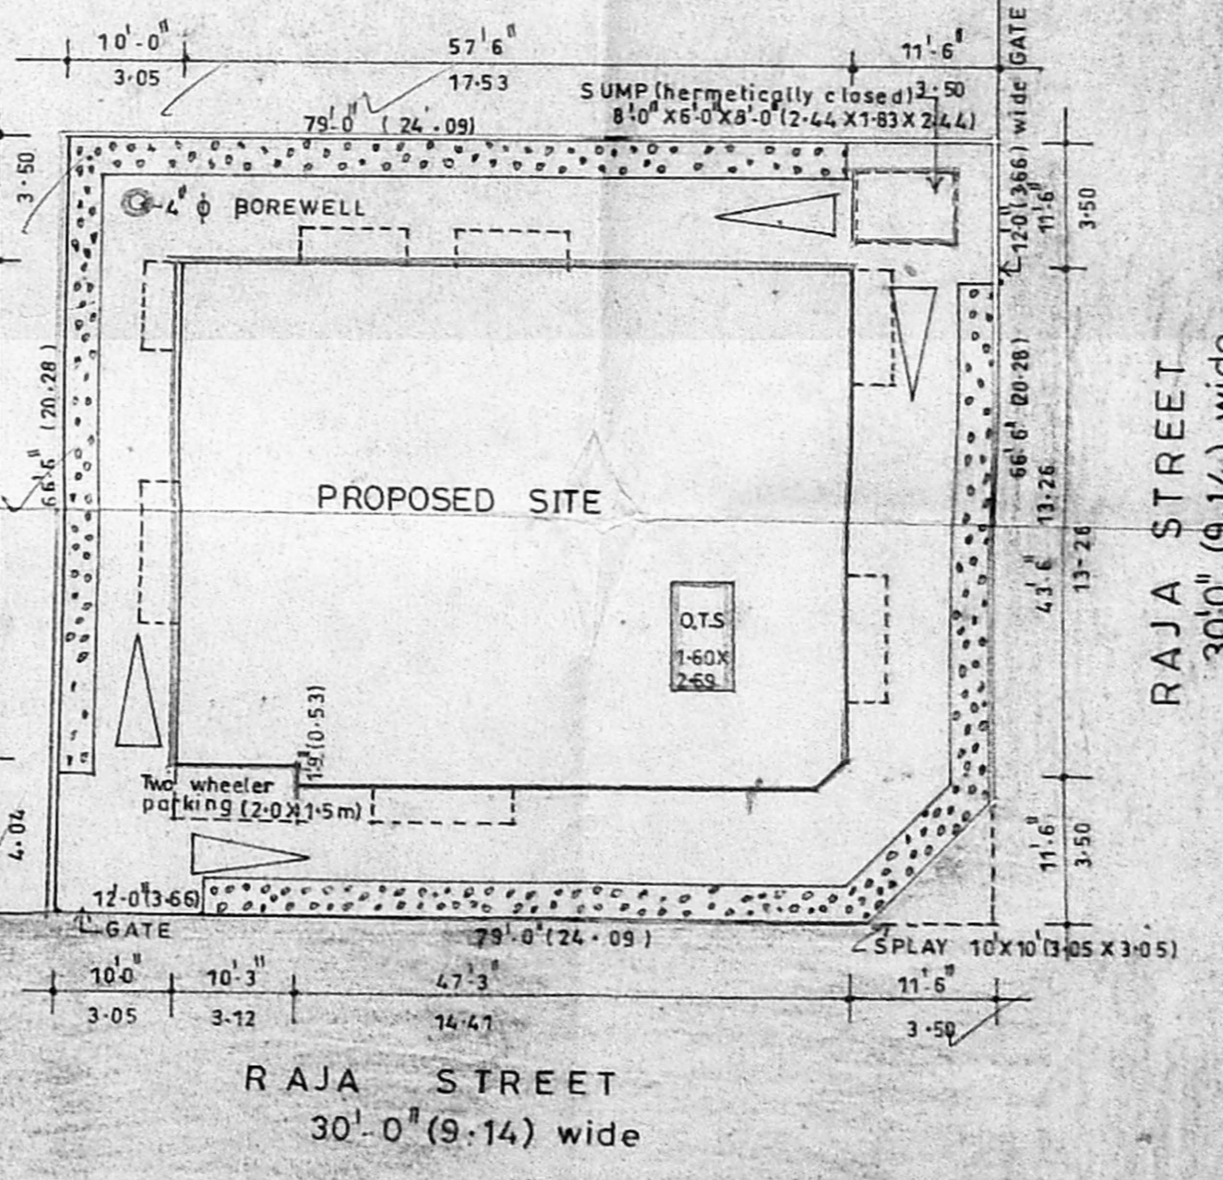 10'-0"
3.05
57'6"
17.53
11'-6"
3.50
SUMP (hermetically closed)
8'0"X6'-0"X8'-0"(2.44 X1.83X2.44)
79'-0" (24.09)
GATE
wide
12'0"(3.66)
3.50
11'6"
3.50
4" ϕ BOREWELL
66'-6" (20.28)
66'6" (20.28)
PROPOSED SITE
13.26
43'.6"
13-26
RAJA STREET
30'0" (9.14) wide
O.T.S
1.60X
2.69
1'9"(0.53)
Two wheeler
parking (2.0X1.5m)
4.04
11'.6"
3.50
12'-0"(3.66)
GATE
79'-0"(24.09)
SPLAY 10'X10'(3.05 X 3.05)
10'0"
3.05
10'-3"
3.12
47'-3"
14.41
11'-6"
3.50
RAJA STREET
30'-0" (9.14) wide